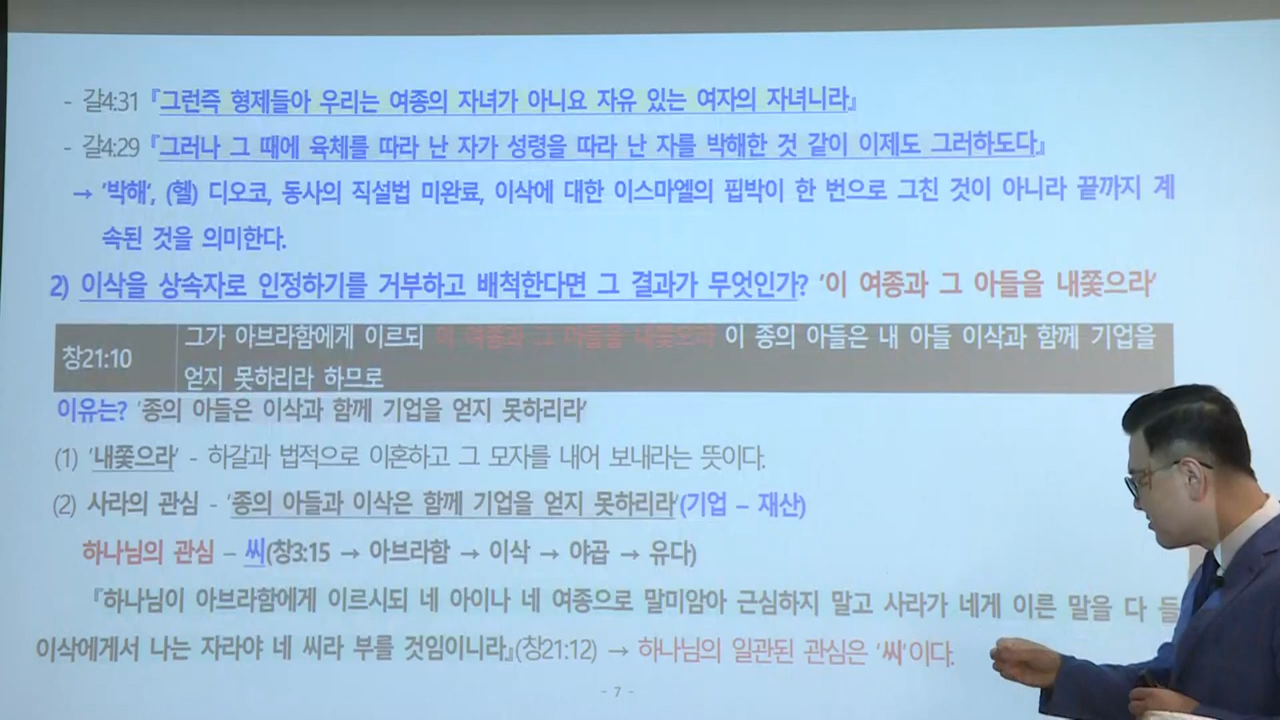 - 갈4:31 『그런즉 형제들아 우리는 여종의 자녀가 아니요 자유 있는 여자의 자녀니라』
- 갈4:29 『그러나 그 때에 육체를 따라 난 자가 성령을 따라 난 자를 박해한 것 같이 이제도 그러하도다』
→ ‘박해’, (헬) 디오코, 동사의 직설법 미완료, 이삭에 대한 이스마엘의 핍박이 한 번으로 그친 것이 아니라 끝까지 계
속된 것을 의미한다.
2) 이삭을 상속자로 인정하기를 거부하고 배척한다면 그 결과가 무엇인가? ‘이 여종과 그 아들을 내쫓으라’
창21:10
그가 아브라함에게 이르되 이 여종과 그 아들을 내쫓으라 이 종의 아들은 내 아들 이삭과 함께 기업을
얻지 못하리라 하므로
이유는? ‘종의 아들은 이삭과 함께 기업을 얻지 못하리라’
(1) ‘내쫓으라’ - 하갈과 법적으로 이혼하고 그 모자를 내어 보내라는 뜻이다.
(2) 사라의 관심 - ‘종의 아들과 이삭은 함께 기업을 얻지 못하리라’(기업 – 재산)
하나님의 관심 – 씨(창3:15 → 아브라함 → 이삭 → 야곱 → 유다)
『하나님이 아브라함에게 이르시되 네 아이나 네 여종으로 말미암아 근심하지 말고 사라가 네게 이른 말을 다 들
이삭에게서 나는 자라야 네 씨라 부를 것임이니라』(창21:12) → 하나님의 일관된 관심은 ‘씨’이다.
- 7 -